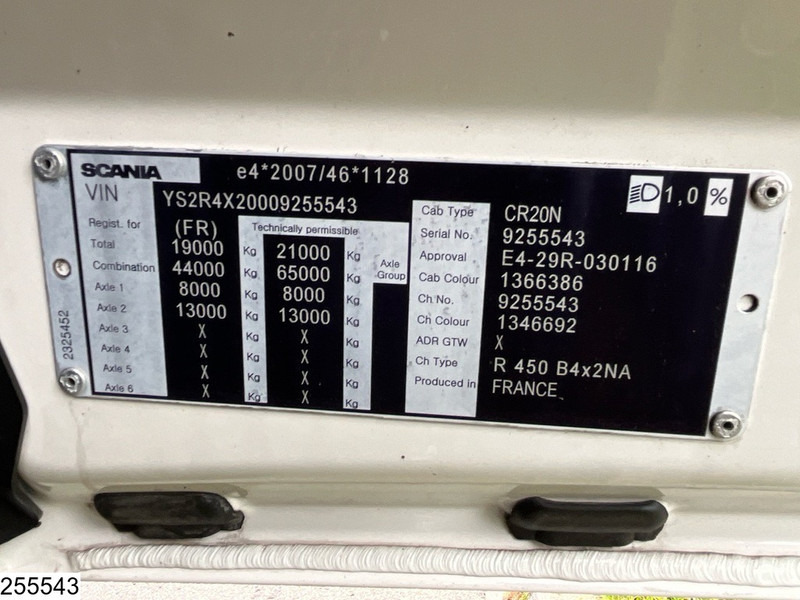 SCANIA e4*2007/46*1128
VIN YS2R4X20009255543
Regist. for (FR) Technically permissible
Total 19000 Kg 21000 Kg Axle Group
Combination 44000 Kg 65000 Kg
Axle 1 8000 Kg 8000 Kg
Axle 2 13000 Kg 13000 Kg
Axle 3 X Kg X Kg
Axle 4 X Kg X Kg
Axle 5 X Kg X Kg
Axle 6 X Kg X Kg
Cab Type CR20N
Serial No. 9255543
Approval E4-29R-030116
Cab Colour 1366386
Ch No. 9255543
Ch Colour 1346692
ADR GTW X
Ch Type R 450 B4x2NA
Produced in FRANCE
1,0 %
2325452
255543